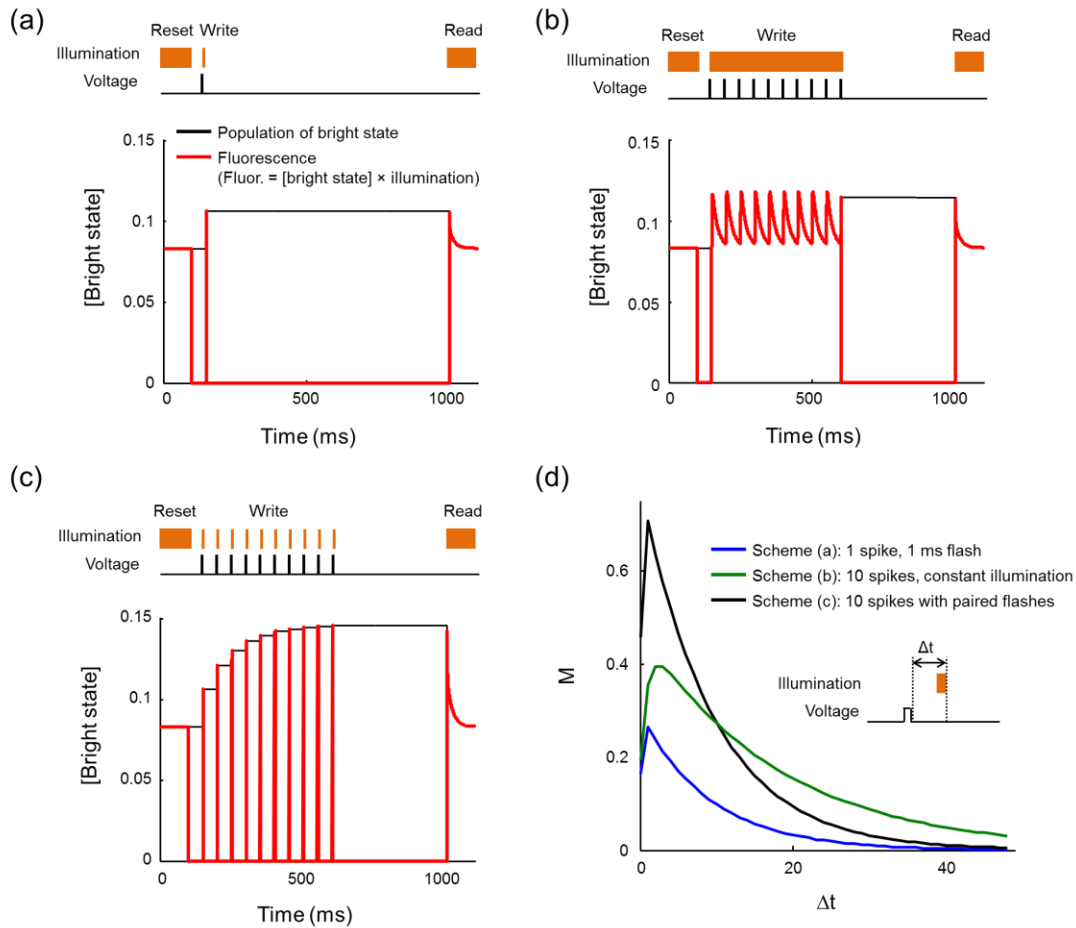 (a)
Reset Write Read
Illumination
Voltage
0.15
0.1
0.05
0
[Bright state]
Population of bright state
Fluorescence
(Fluor. = [bright state] × illumination)
0 500 1000
Time (ms)
(b)
Reset Write Read
Illumination
Voltage
0.15
0.1
0.05
0
[Bright state]
0 500 1000
Time (ms)
(c)
Reset Write Read
Illumination
Voltage
0.15
0.1
0.05
0
[Bright state]
0 500 1000
Time (ms)
(d)
0.6
0.4
0.2
0
M
Scheme (a): 1 spike, 1 ms flash
Scheme (b): 10 spikes, constant illumination
Scheme (c): 10 spikes with paired flashes
Δt
Illumination
Voltage
0 20 40
Δt